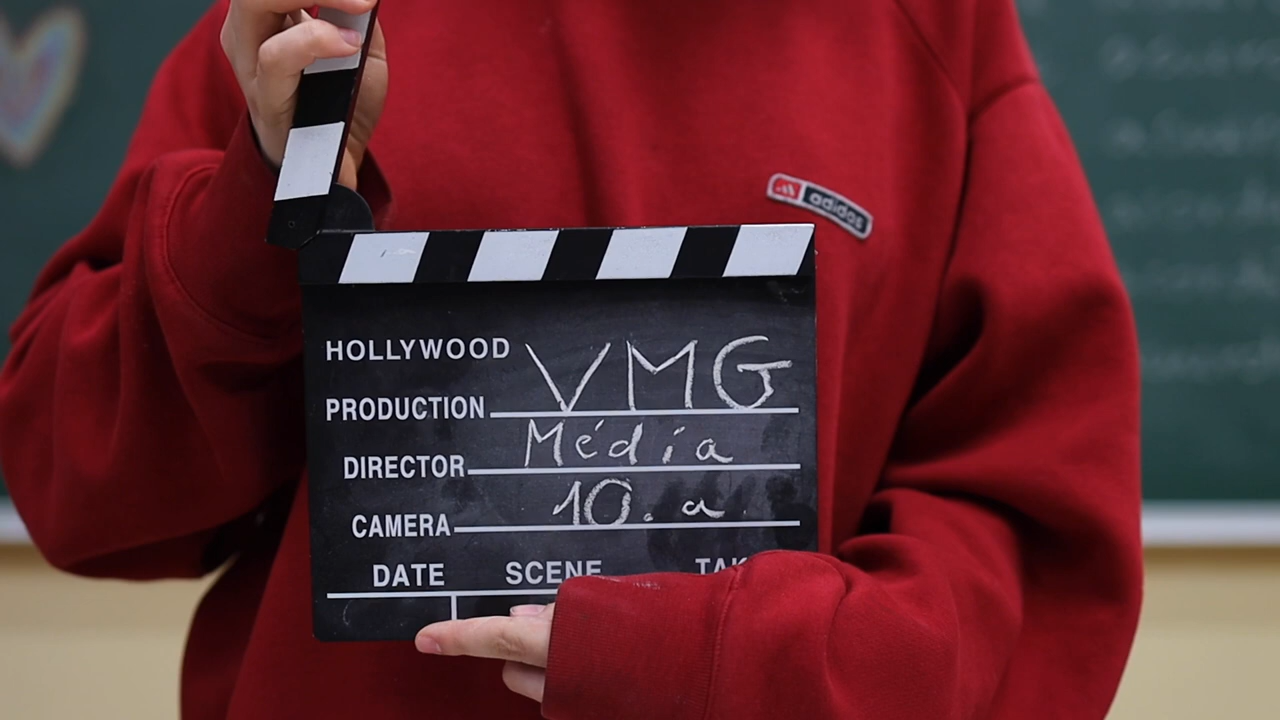 adidas
HOLLYWOOD
PRODUCTION VMG
DIRECTOR Média
CAMERA 10. a
DATE SCENE